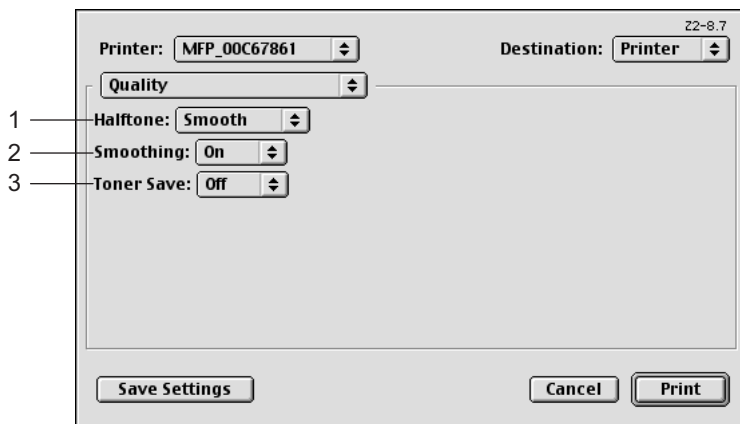 Z2-8.7
Printer: MFP_00C67861 Destination: Printer
Quality
1 Halftone: Smooth
2 Smoothing: On
3 Toner Save: Off
Save Settings Cancel Print